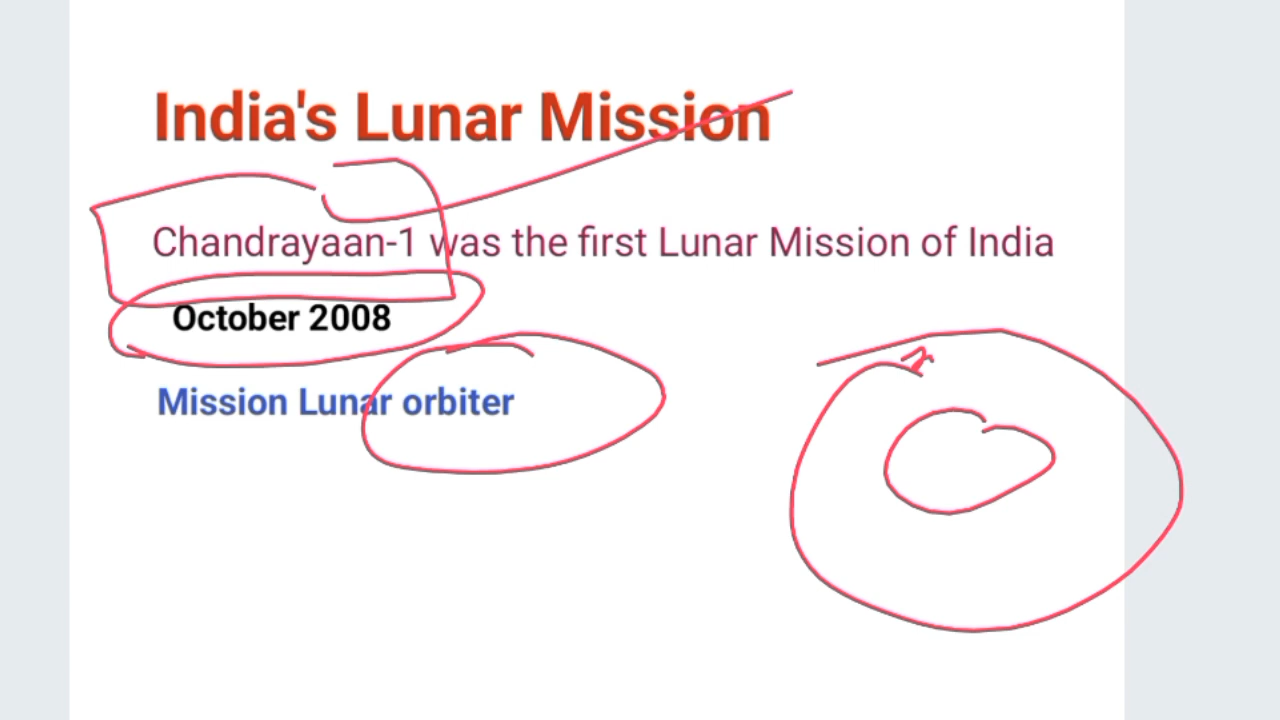 India's Lunar Mission
Chandrayaan-1 was the first Lunar Mission of India
October 2008
Mission Lunar orbiter